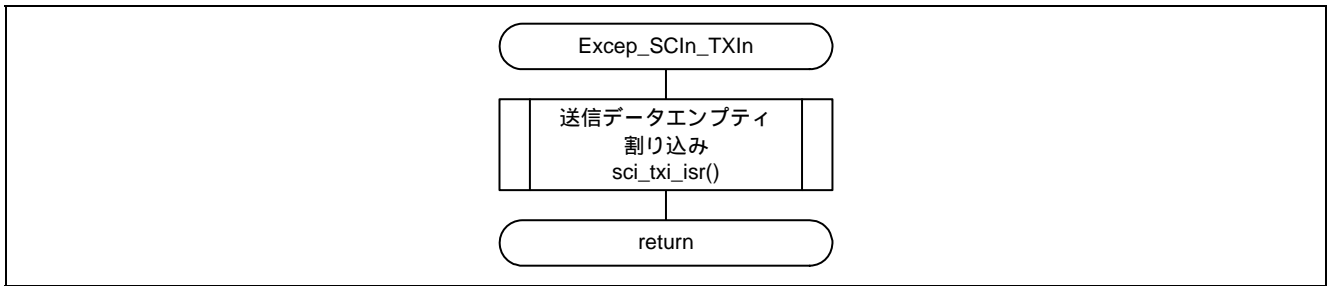 Excep_SCIn_TXIn
送信データエンプティ
割り込み
sci_txi_isr()
return